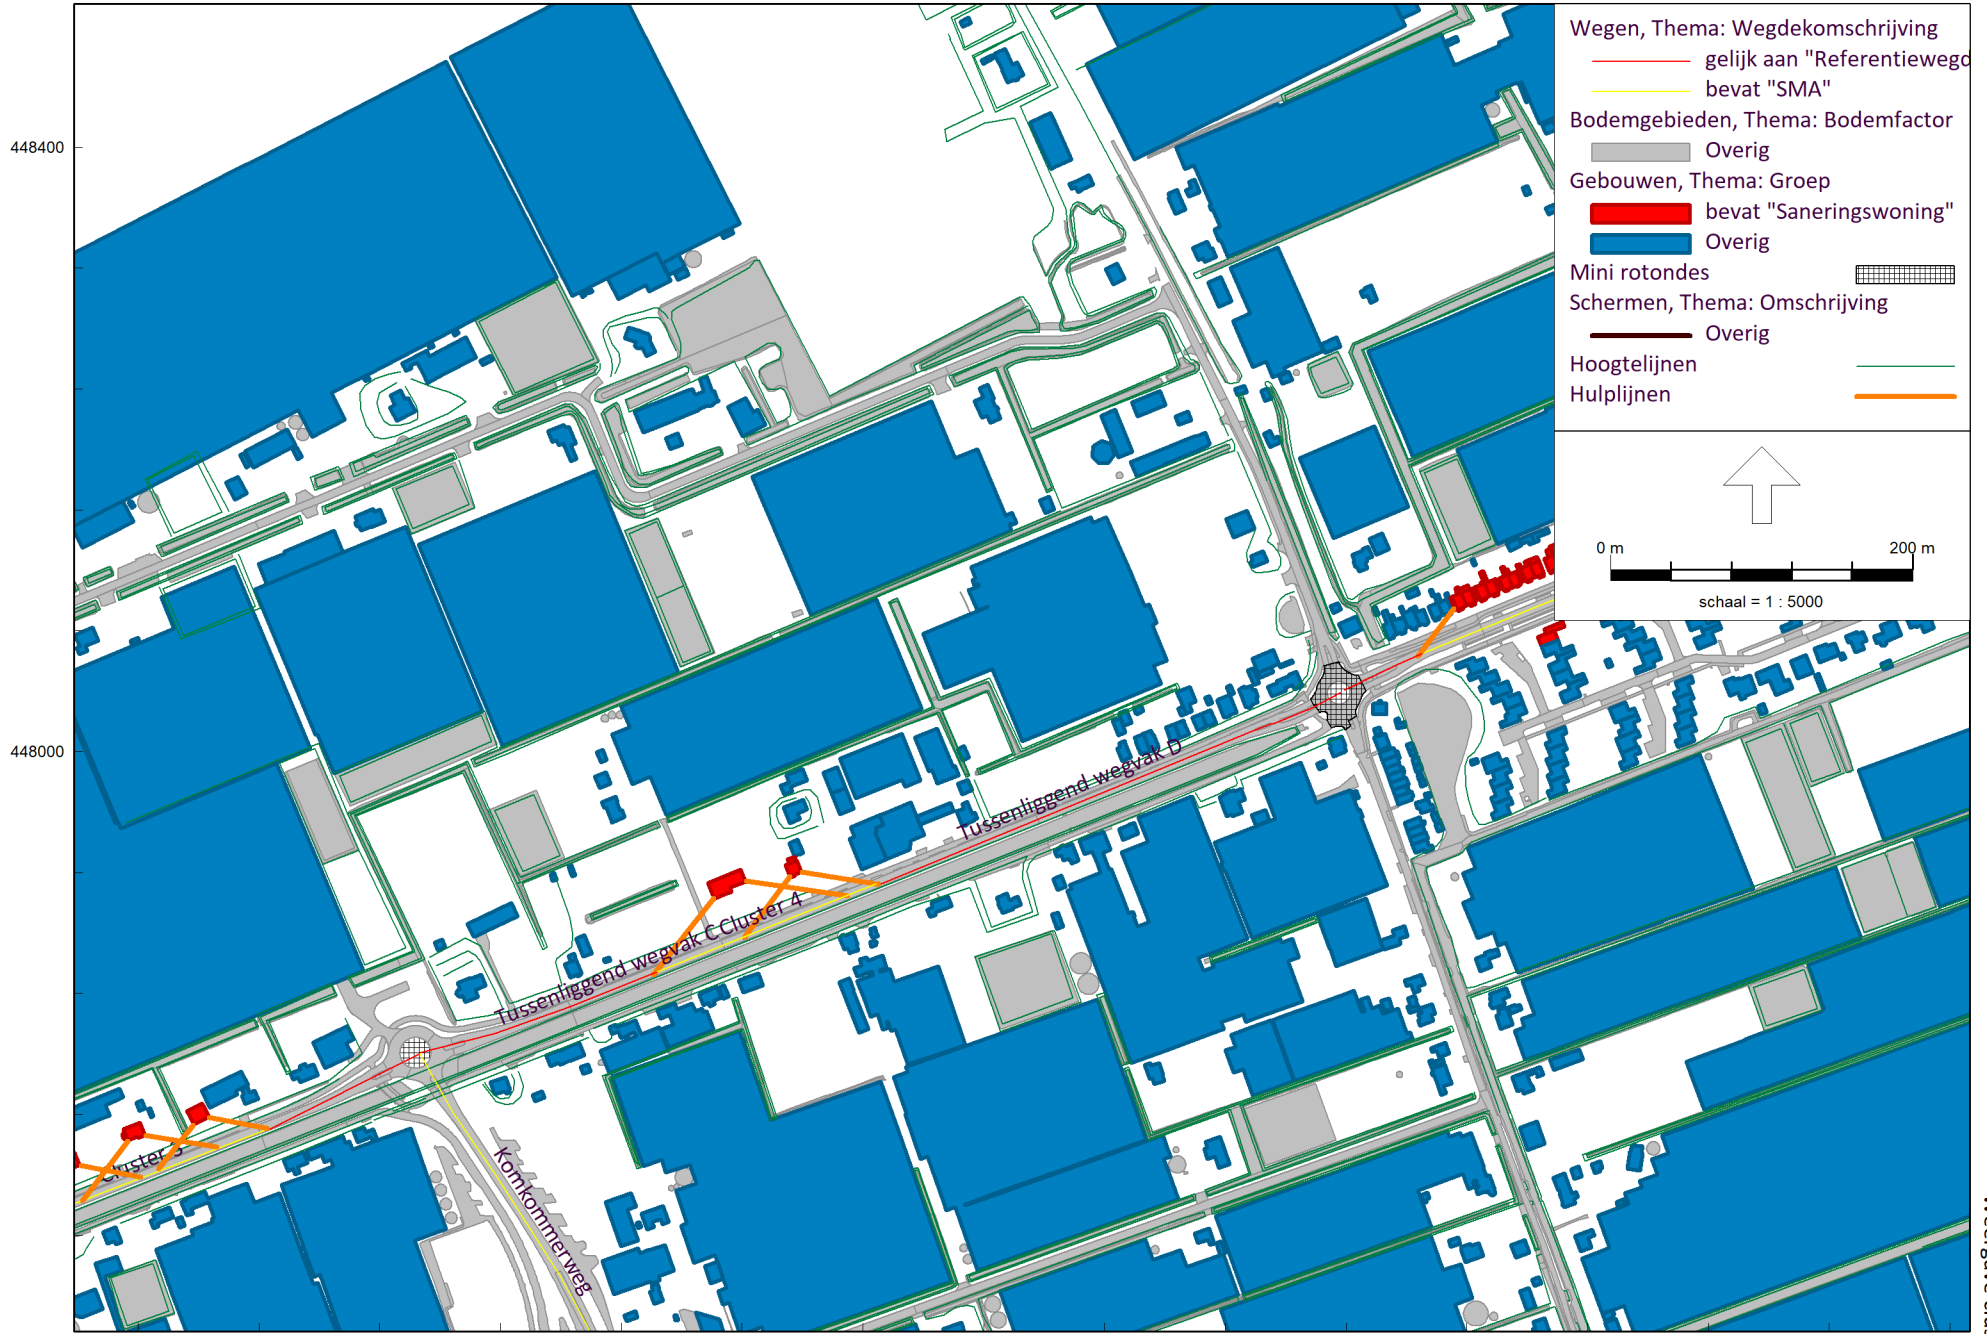 Wegen, Thema: Wegdekomschrijving
gelijk aan "Referentiewegd
bevat "SMA"
Bodemgebieden, Thema: Bodemfactor
Overig
Gebouwen, Thema: Groep
bevat "Saneringswoning"
Overig
Mini rotondes
Schermen, Thema: Omschrijving
Overig
Hoogtelijnen
Hulplijnen
0 m 200 m
schaal = 1 : 5000
448400
448000
Tussenliggend wegvak D
Cluster 4
Tussenliggend wegvak C
Cluster 3
Komkommerweg